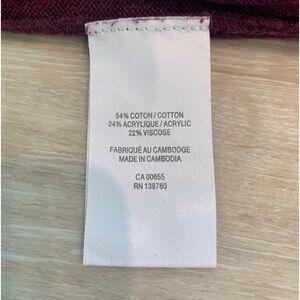 54% COTON / COTTON
24% ACRYLIQUE / ACRYLIC
22% VISCOSE
FABRIQUÉ AU CAMBODGE
MADE IN CAMBODIA
CA 00655
RN 138760